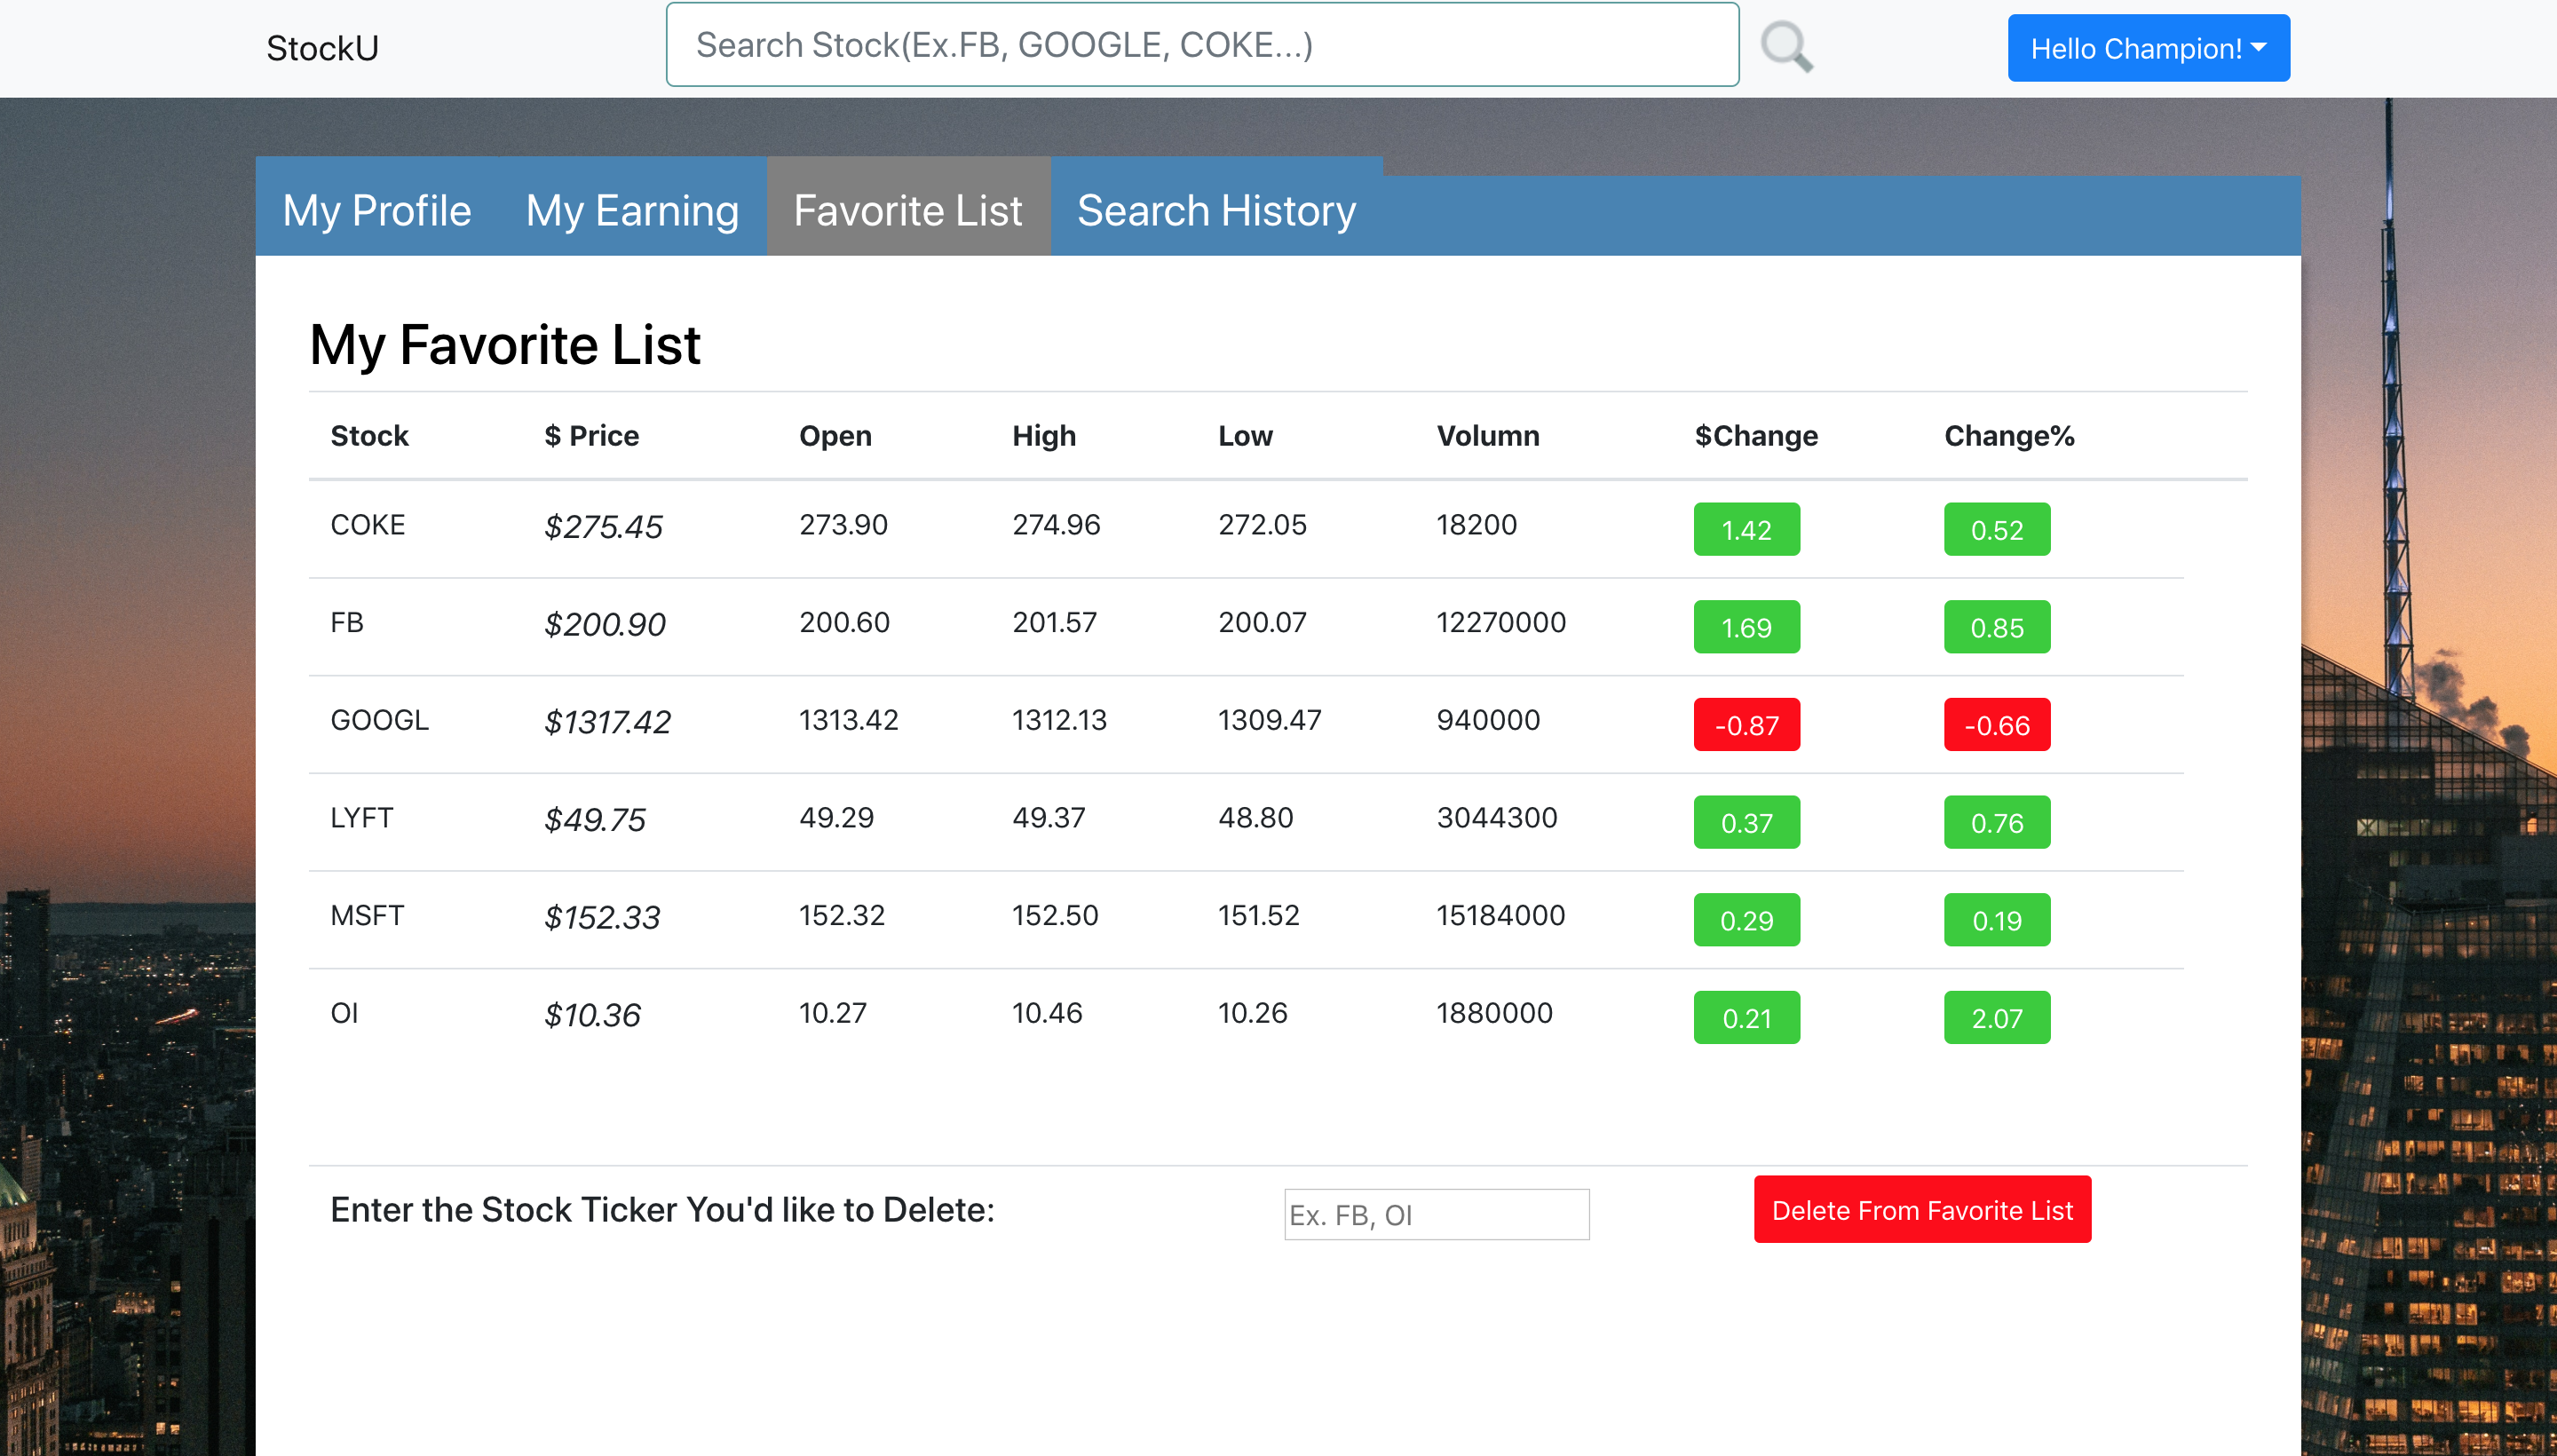 StockU Search Stock(Ex.FB, GOOGLE, COKE...) Hello Champion!
My Profile My Earning Favorite List Search History
My Favorite List
Stock $ Price Open High Low Volumn $Change Change%
COKE $275.45 273.90 274.96 272.05 18200 1.42 0.52
FB $200.90 200.60 201.57 200.07 12270000 1.69 0.85
GOOGL $1317.42 1313.42 1312.13 1309.47 940000 -0.87 -0.66
LYFT $49.75 49.29 49.37 48.80 3044300 0.37 0.76
MSFT $152.33 152.32 152.50 151.52 15184000 0.29 0.19
OI $10.36 10.27 10.46 10.26 1880000 0.21 2.07
Enter the Stock Ticker You'd like to Delete: Ex. FB, OI Delete From Favorite List